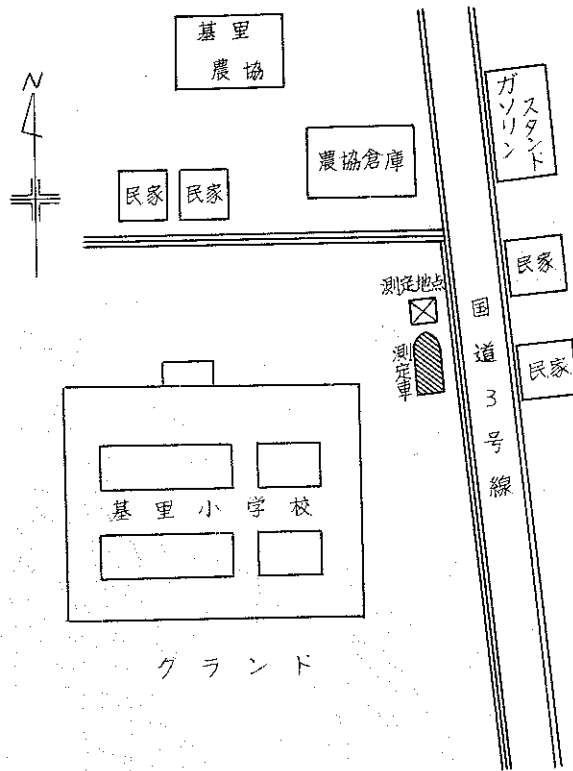 基里
農協
N
ガソリン
スタンド
農協倉庫
民家
民家
民家
測定地点
国道3号線
測定車
民家
基里小学校
グランド